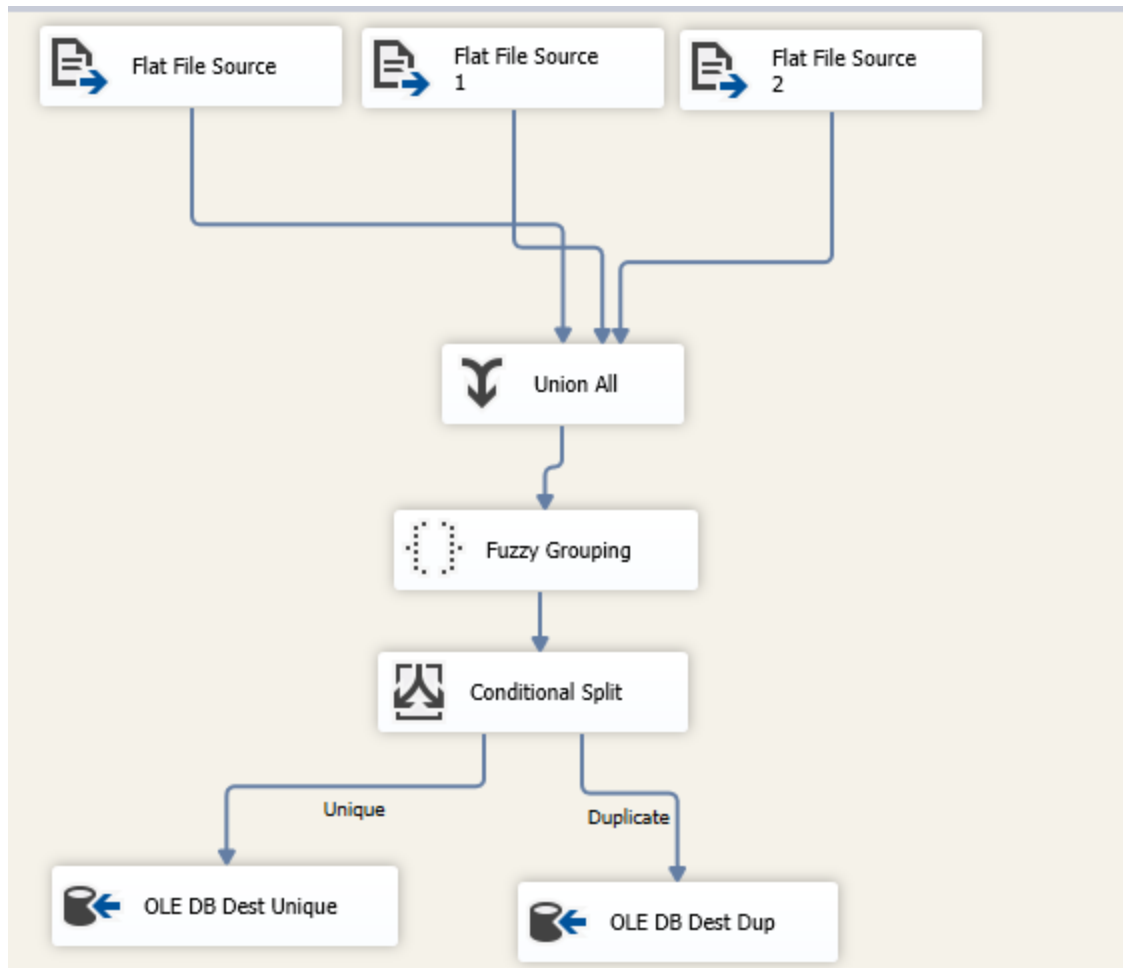 Flat File Source
Flat File Source
1
Flat File Source
2
Union All
Fuzzy Grouping
Conditional Split
Unique
Duplicate
OLE DB Dest Unique
OLE DB Dest Dup